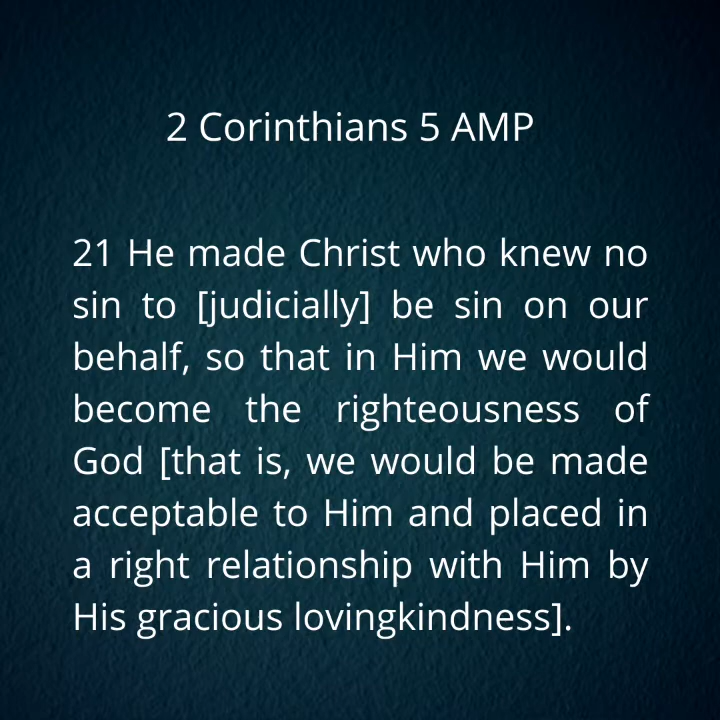 2 Corinthians 5 AMP
21 He made Christ who knew no
sin to [judicially] be sin on our
behalf, so that in Him we would
become the righteousness of
God [that is, we would be made
acceptable to Him and placed in
a right relationship with Him by
His gracious lovingkindness].